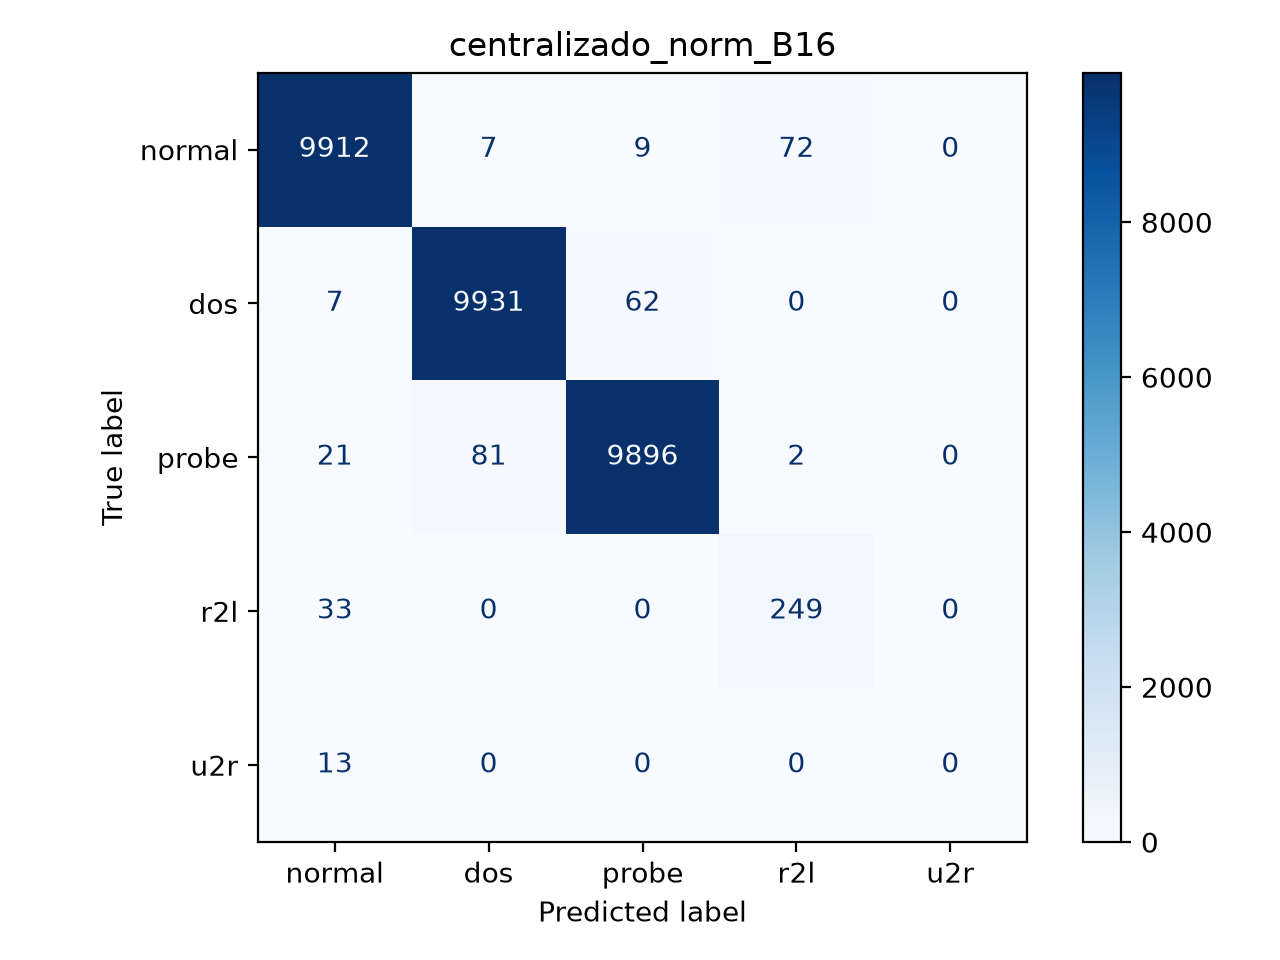 centralizado_norm_B16
normal 9912 7 9 72 0
dos 7 9931 62 0 0
probe 21 81 9896 2 0
r2l 33 0 0 249 0
u2r 13 0 0 0 0
normal dos probe r2l u2r
Predicted label
True label
8000
6000
4000
2000
0